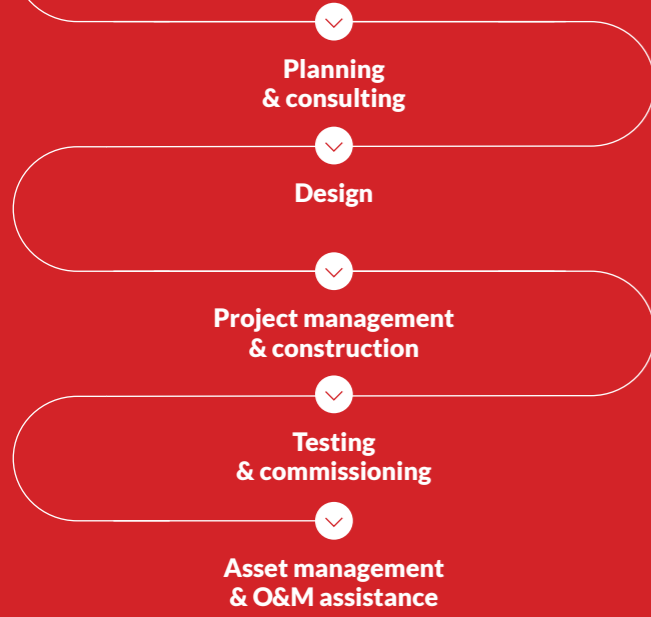 Planning
& consulting
Design
Project management
& construction
Testing
& commissioning
Asset management
& O&M assistance